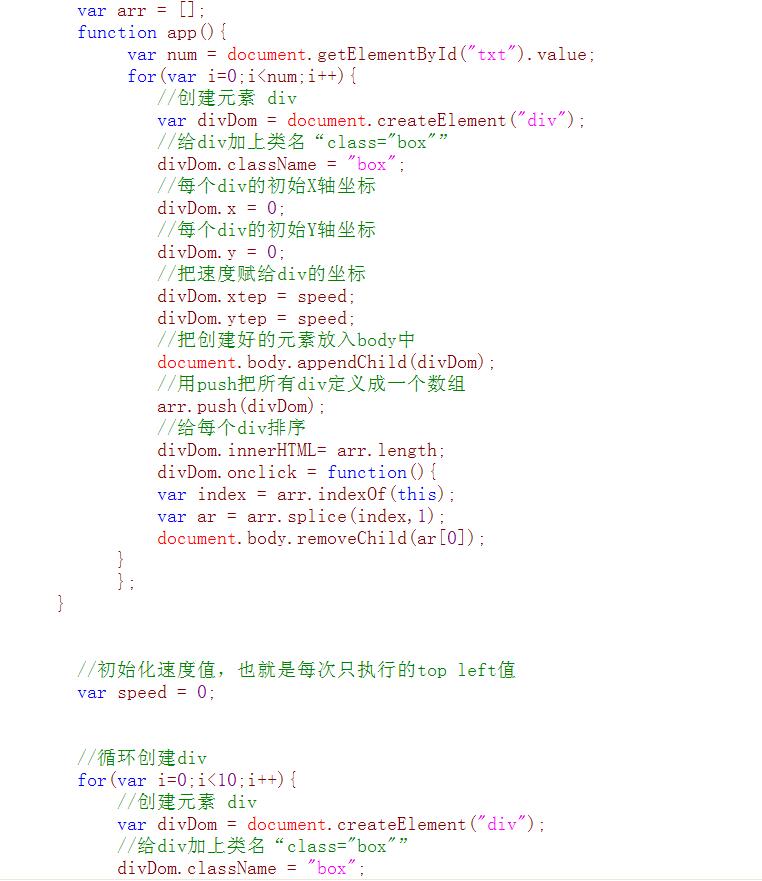 var arr = [];
function app(){
var num = document.getElementById("txt").value;
for(var i=0;i<num;i++){
//创建元素 div
var divDom = document.createElement("div");
//给div加上类名“class="box"”
divDom.className = "box";
//每个div的初始X轴坐标
divDom.x = 0;
//每个div的初始Y轴坐标
divDom.y = 0;
//把速度赋给div的坐标
divDom.xtep = speed;
divDom.ytep = speed;
//把创建好的元素放入body中
document.body.appendChild(divDom);
//用push把所有div定义成一个数组
arr.push(divDom);
//给每个div排序
divDom.innerHTML= arr.length;
divDom.onclick = function(){
var index = arr.indexOf(this);
var ar = arr.splice(index,1);
document.body.removeChild(ar[0]);
}
};
}
//初始化速度值，也就是每次只执行的top left值
var speed = 0;
//循环创建div
for(var i=0;i<10;i++){
//创建元素 div
var divDom = document.createElement("div");
//给div加上类名“class="box"”
divDom.className = "box";